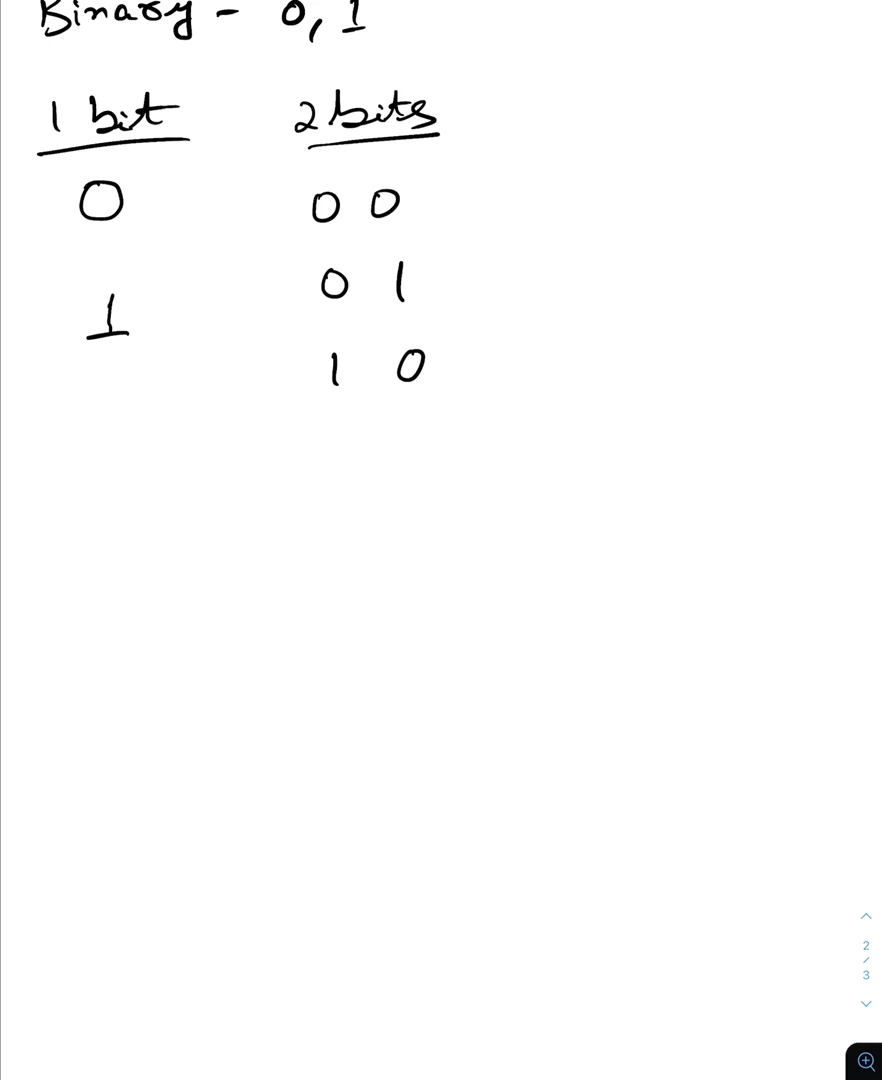 Binary - 0, 1
1 bit 2 bits
0 0 0
0 1
1
1 0
2
/
3